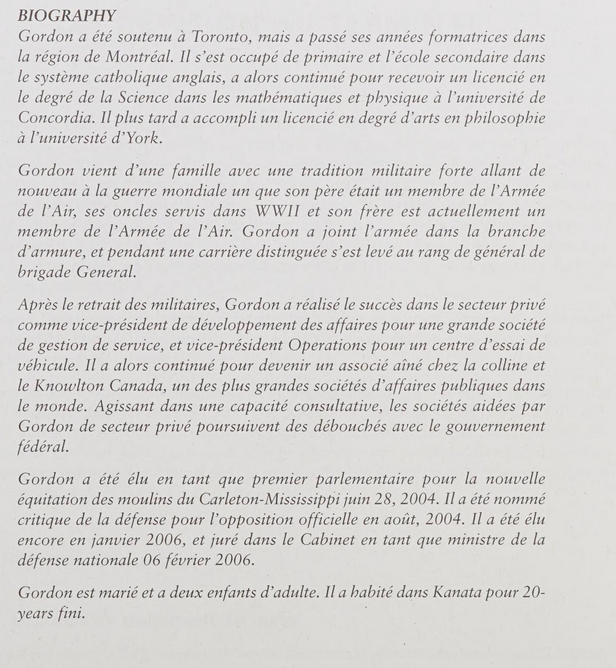 BIOGRAPHY
Gordon a été soutenu à Toronto, mais a passé ses années formatrices dans
la région de Montréal. Il s'est occupé de primaire et l'école secondaire dans
le système catholique anglais, a alors continué pour recevoir un licencié en
le degré de la Science dans les mathématiques et physique à l'université de
Concordia. Il plus tard a accompli un licencié en degré d'arts en philosophie
à l'université d'York.
Gordon vient d'une famille avec une tradition militaire forte allant de
nouveau à la guerre mondiale un que son père était un membre de l'Armée
de l'Air, ses oncles servis dans WWII et son frère est actuellement un
membre de l'Armée de l'Air. Gordon a joint l'armée dans la branche
d'armure, et pendant une carrière distinguée s'est levé au rang de général de
brigade General.
Après le retrait des militaires, Gordon a réalisé le succès dans le secteur privé
comme vice-président de développement des affaires pour une grande société
de gestion de service, et vice-président Operations pour un centre d'essai de
véhicule. Il a alors continué pour devenir un associé aîné chez la colline et
le Knowlton Canada, un des plus grandes sociétés d'affaires publiques dans
le monde. Agissant dans une capacité consultative, les sociétés aidées par
Gordon de secteur privé poursuivent des débouchés avec le gouvernement
fédéral.
Gordon a été élu en tant que premier parlementaire pour la nouvelle
équitation des moulins du Carleton-Mississippi juin 28, 2004. Il a été nommé
critique de la défense pour l'opposition officielle en août, 2004. Il a été élu
encore en janvier 2006, et juré dans le Cabinet en tant que ministre de la
défense nationale 06 février 2006.
Gordon est marié et a deux enfants d'adulte. Il a habité dans Kanata pour 20-
years fini.